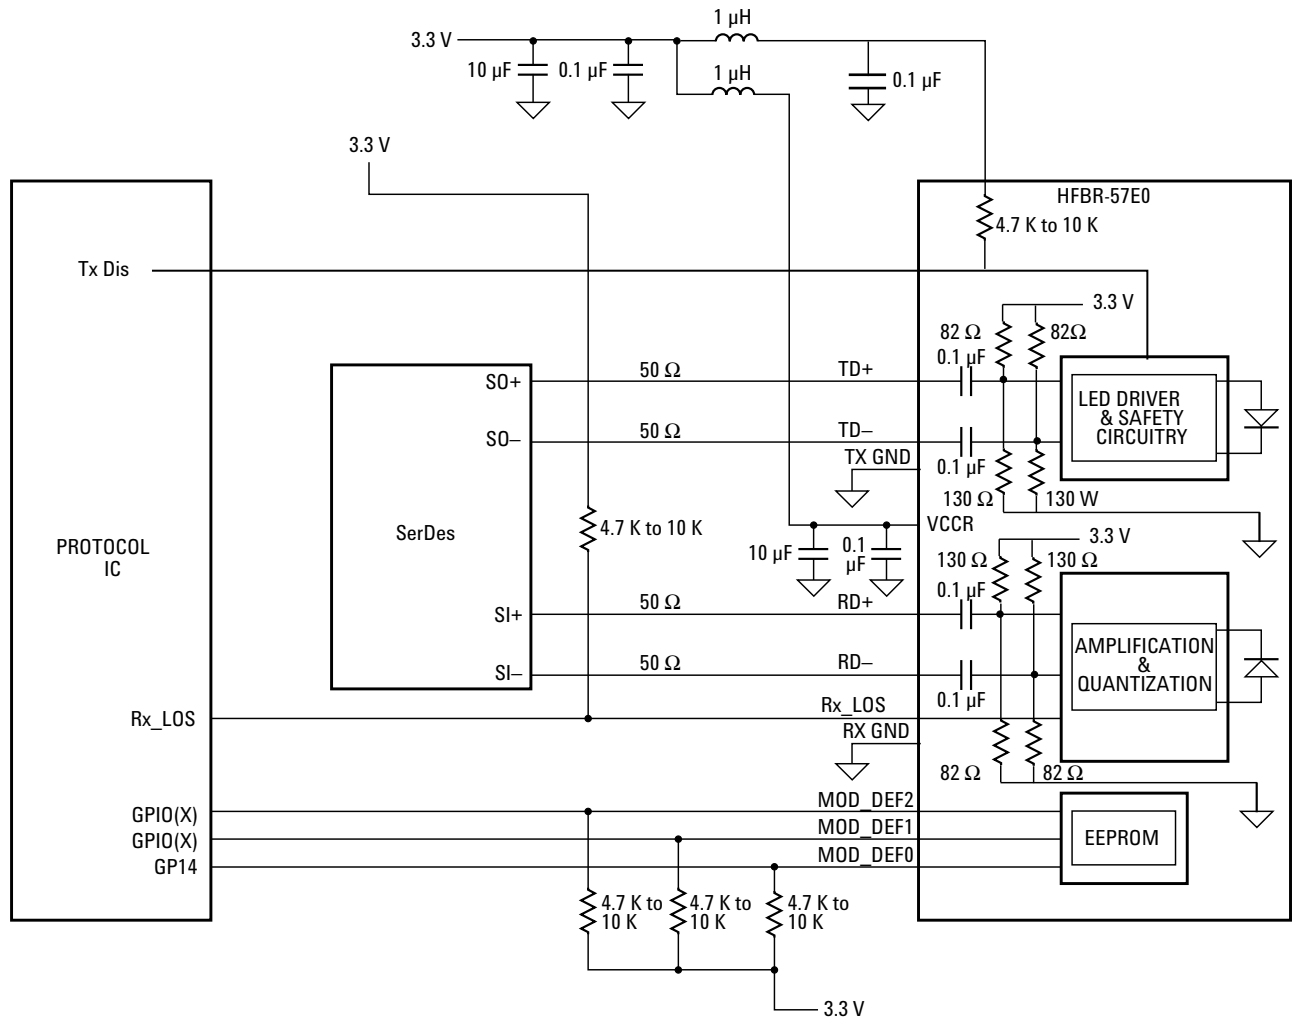 1 µH
3.3 V
10 µF
0.1 µF
1 µH
0.1 µF
3.3 V
HFBR-57E0
4.7 K to 10 K
Tx Dis
3.3 V
82 Ω
82Ω
0.1 µF
SO+
50 Ω
TD+
LED DRIVER
& SAFETY
CIRCUITRY
SO–
50 Ω
TD–
TX GND
0.1 µF
130 Ω
130 W
VCCR
SerDes
4.7 K to 10 K
3.3 V
PROTOCOL
IC
10 µF
0.1
µF
130 Ω
130 Ω
0.1 µF
SI+
50 Ω
RD+
AMPLIFICATION
&
QUANTIZATION
SI–
50 Ω
RD–
0.1 µF
Rx_LOS
Rx_LOS
RX GND
82 Ω
82 Ω
GPIO(X)
MOD_DEF2
GPIO(X)
MOD_DEF1
EEPROM
GP14
MOD_DEF0
4.7 K to
10 K
4.7 K to
10 K
4.7 K to
10 K
3.3 V